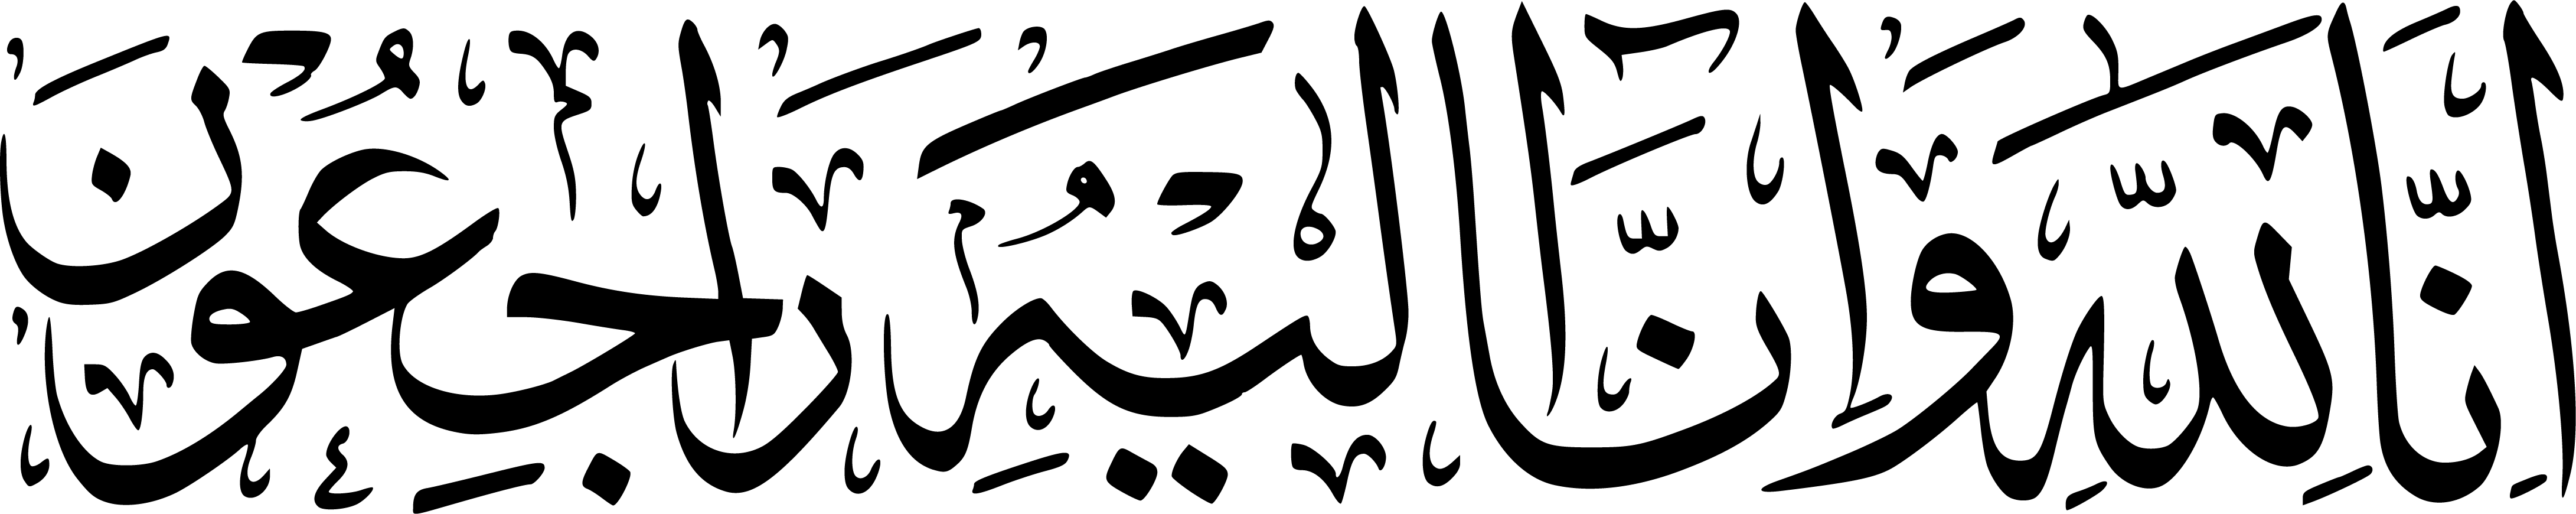 إِنَّا لِلَّهِ وَإِنَّا إِلَيْهِ رَاجِعُونَ